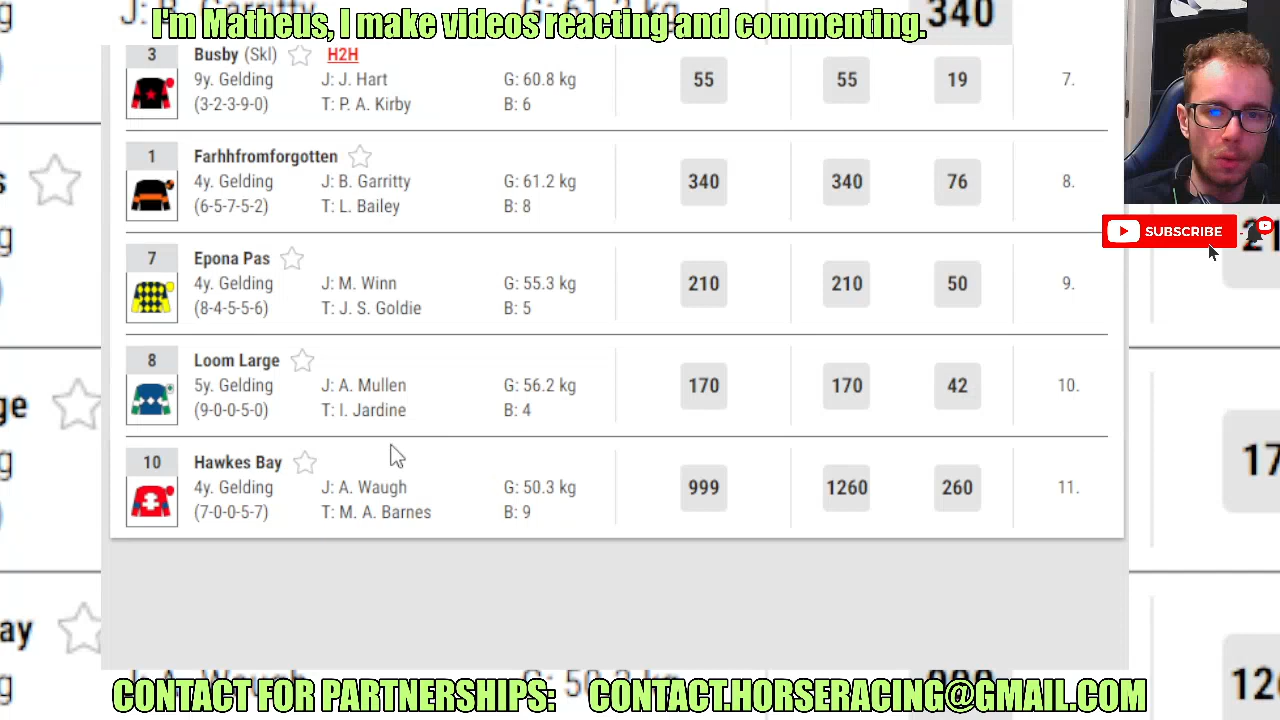 J: B. Garritty G: 61.2 kg 340
I'm Matheus, I make videos reacting and commenting.
3 Busby (Skl) H2H
9y. Gelding J: J. Hart G: 60.8 kg 55 55 19 7.
(3-2-3-9-0) T: P. A. Kirby B: 6
1 Farhhfromforgotten
4y. Gelding J: B. Garritty G: 61.2 kg 340 340 76 8.
(6-5-7-5-2) T: L. Bailey B: 8
SUBSCRIBE
7 Epona Pas
4y. Gelding J: M. Winn G: 55.3 kg 210 210 50 9.
(8-4-5-5-6) T: J. S. Goldie B: 5
8 Loom Large
5y. Gelding J: A. Mullen G: 56.2 kg 170 170 42 10.
(9-0-0-5-0) T: I. Jardine B: 4
10 Hawkes Bay
4y. Gelding J: A. Waugh G: 50.3 kg 999 1260 260 11.
(7-0-0-5-7) T: M. A. Barnes B: 9
CONTACT FOR PARTNERSHIPS: CONTACT.HORSERACING@GMAIL.COM